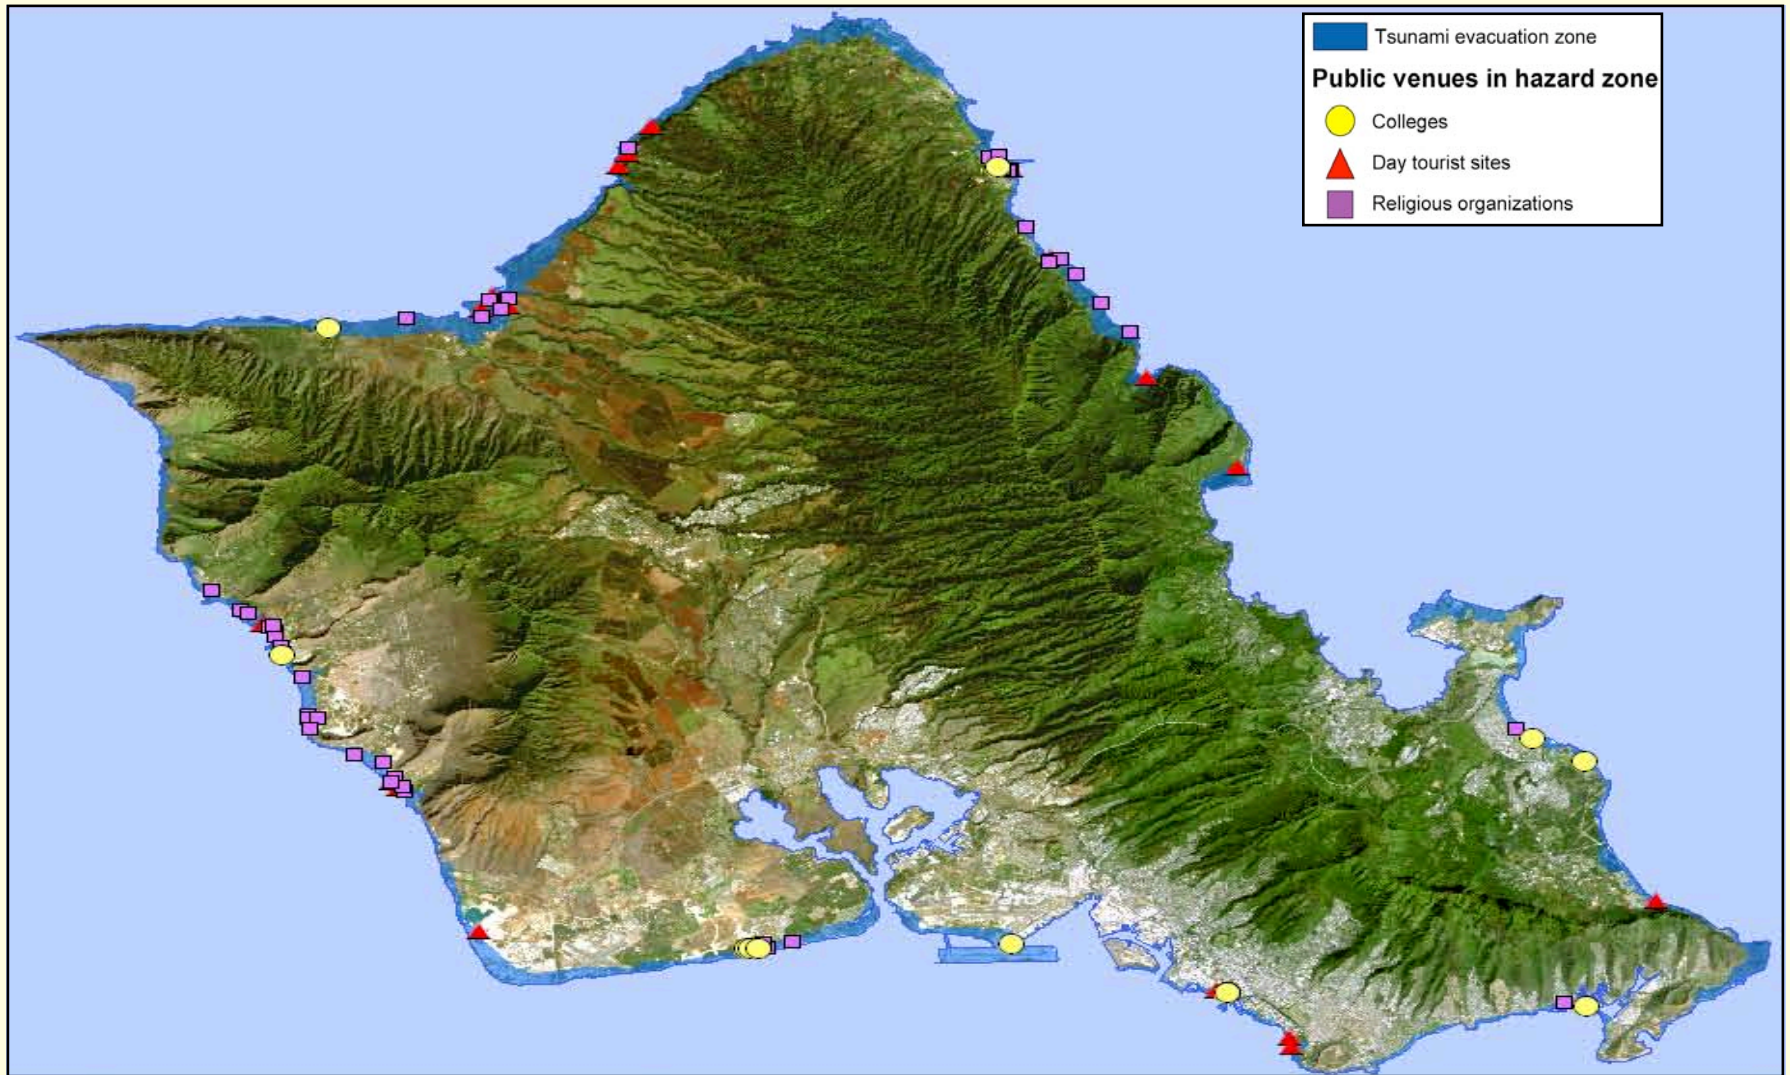 Tsunami evacuation zone
Public venues in hazard zone
Colleges
Day tourist sites
Religious organizations